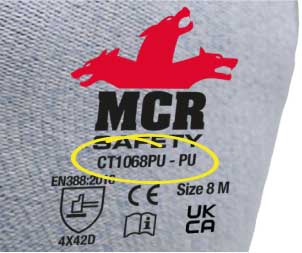 MCR
SAFETY
CT1068PU - PU
EN388:2016
CE
Size 8 M
i
UK
CA
4X42D